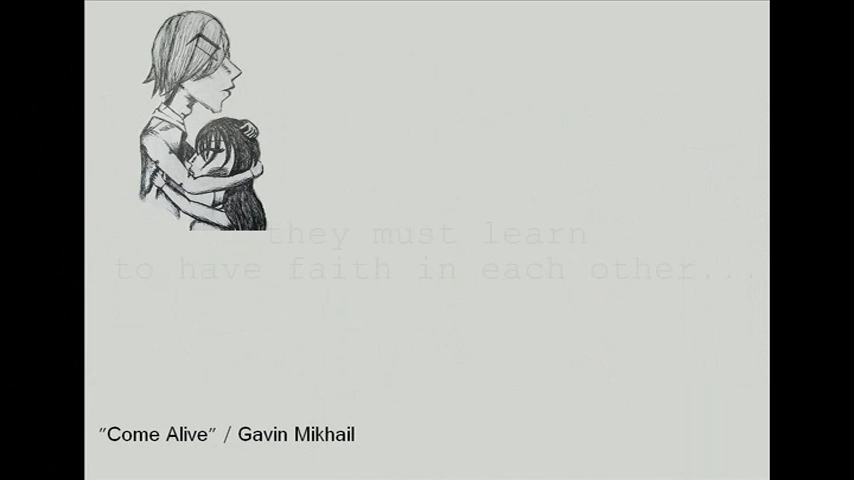 they must learn
to have faith in each other...
"Come Alive" / Gavin Mikhail